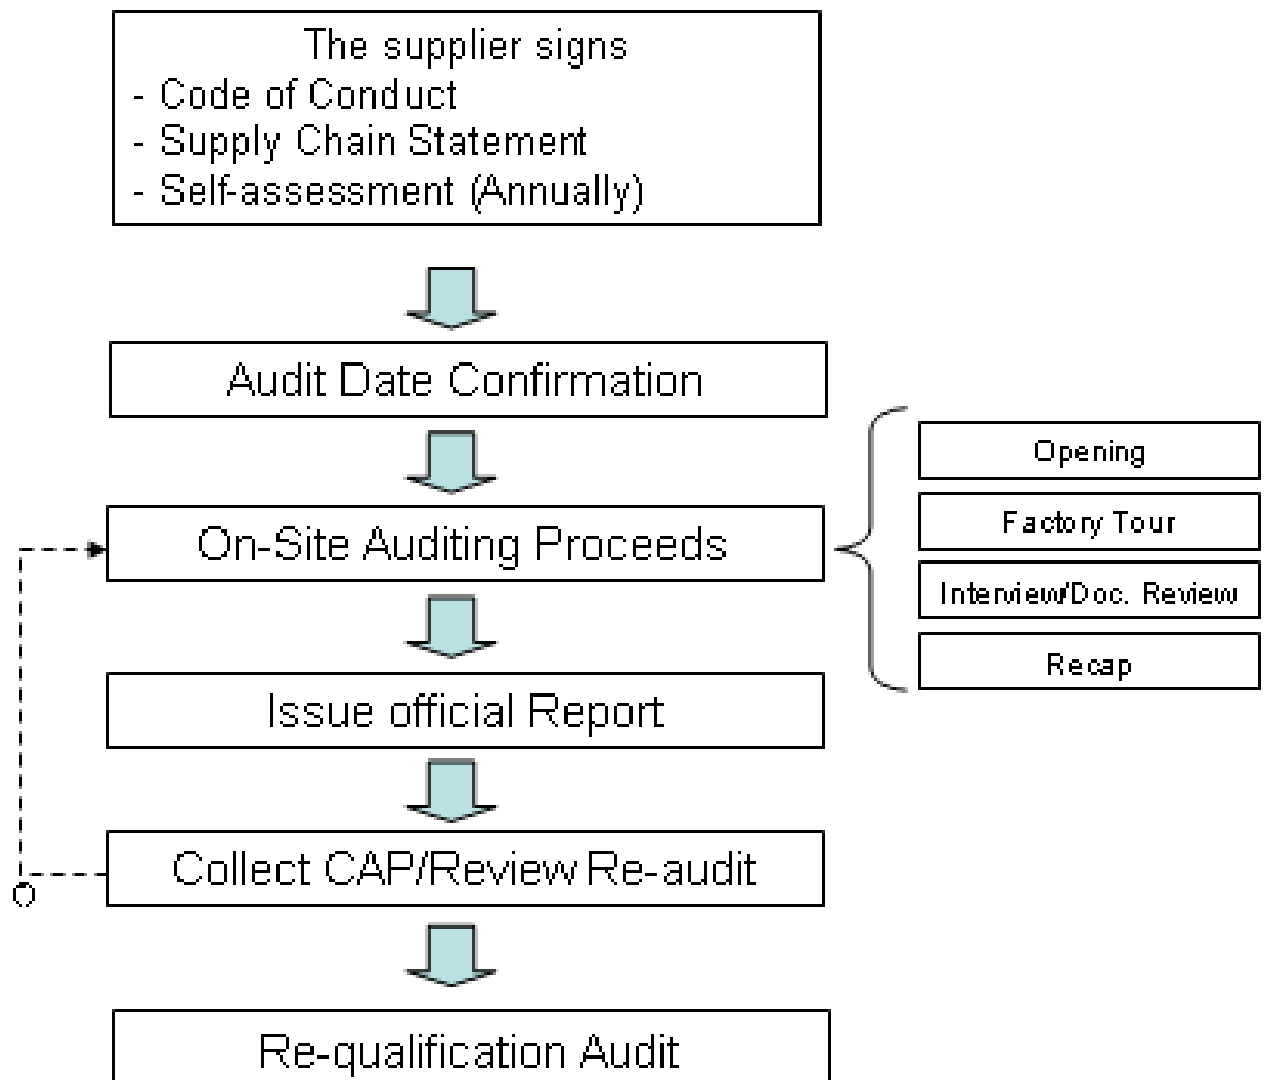 The supplier signs
- Code of Conduct
- Supply Chain Statement
- Self-assessment (Annually)
Audit Date Confirmation
On-Site Auditing Proceeds
Opening
Factory Tour
Interview/Doc. Review
Recap
Issue official Report
Collect CAP/Review Re-audit
Re-qualification Audit